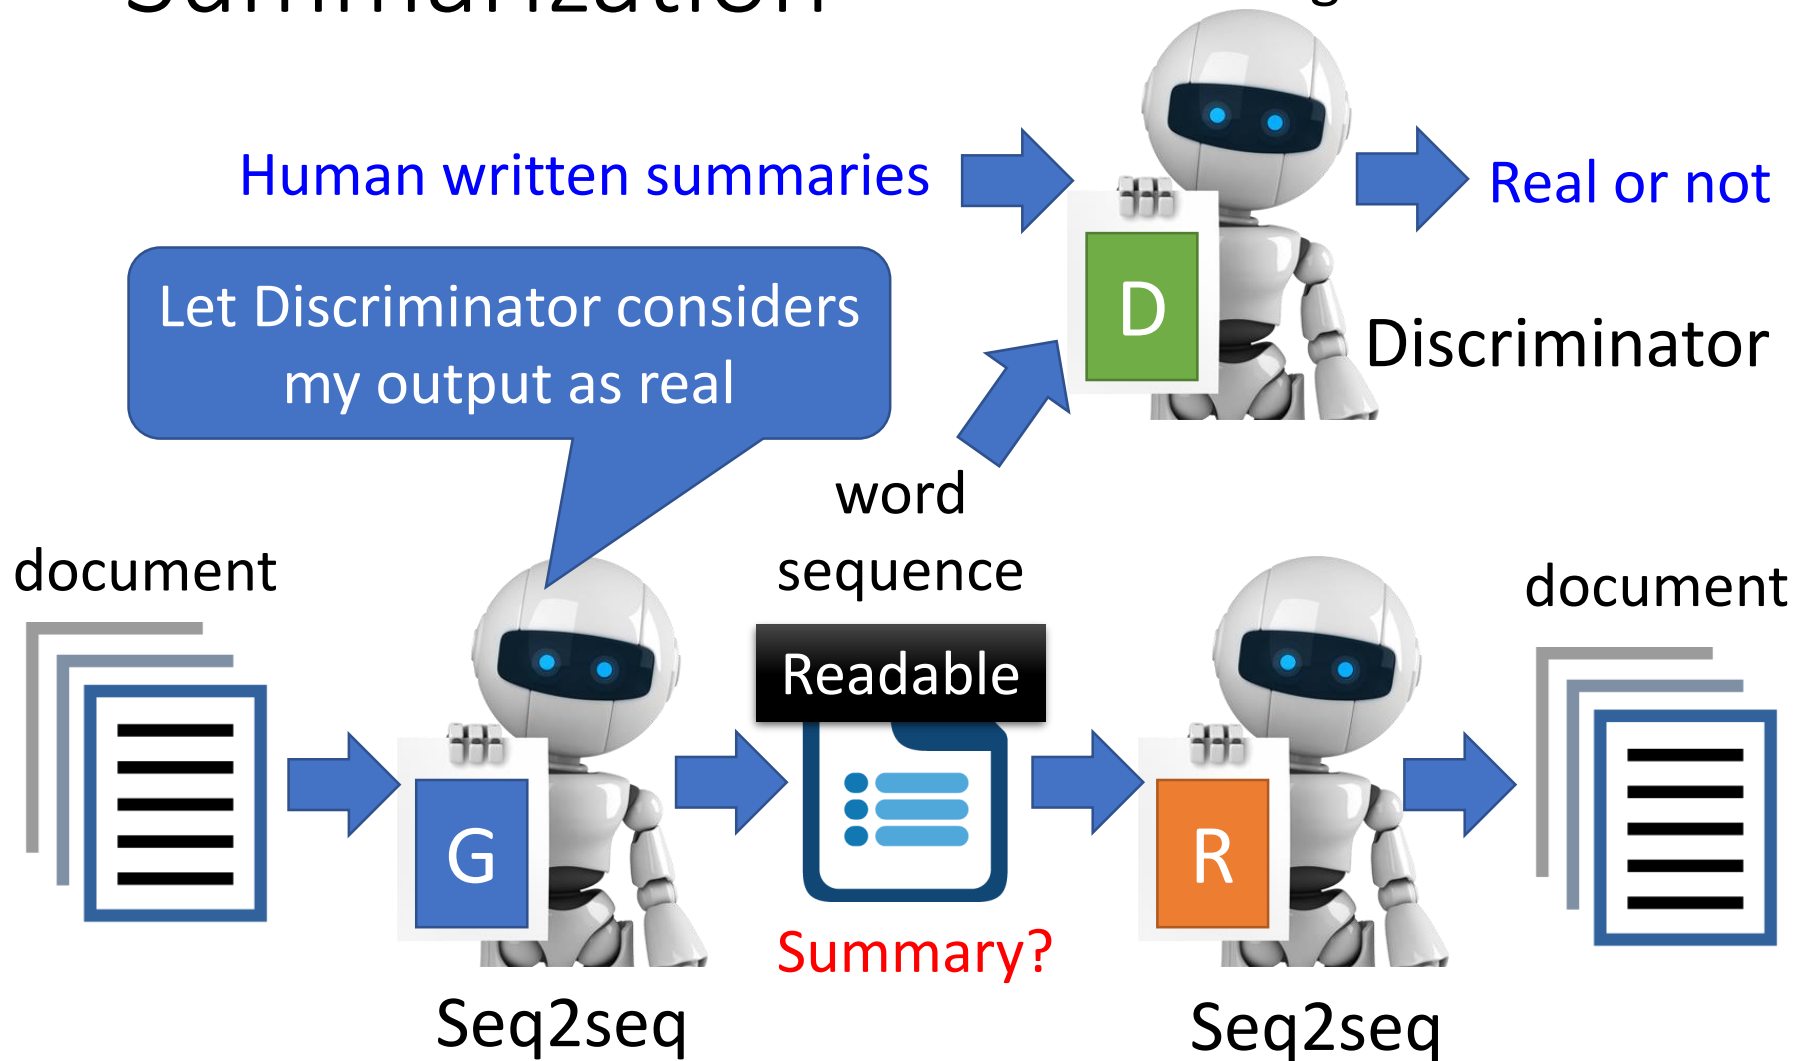 Summarization
Human written summaries
Real or not
D
Let Discriminator considers
my output as real
Discriminator
word
sequence
document
document
Readable
G
R
Summary?
Seq2seq
Seq2seq